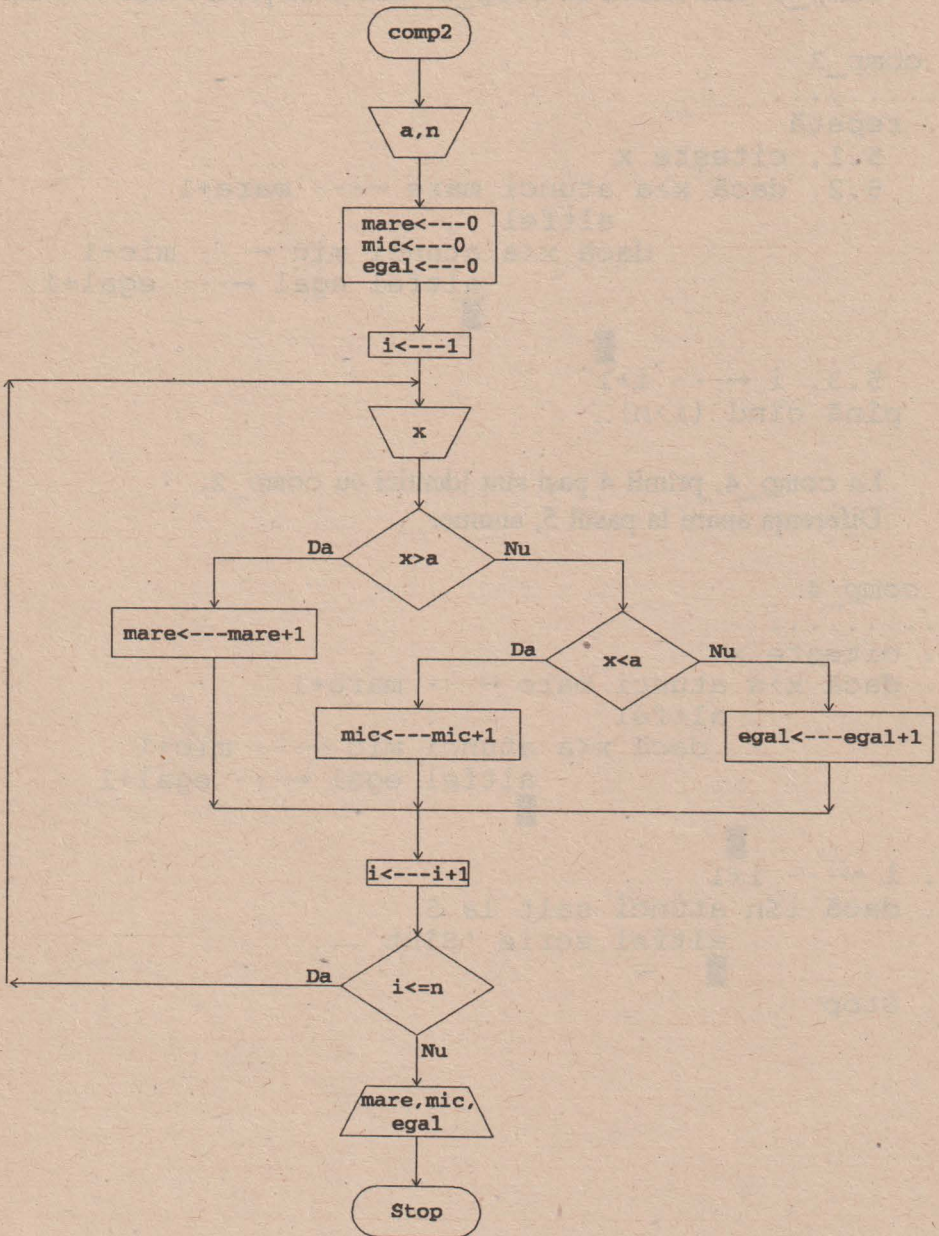 comp2
a,n
mare<---0
mic<---0
egal<---0
i<---1
x
Da
x>a
Nu
mare<---mare+1
Da
x<a
Nu
mic<---mic+1
egal<---egal+1
i<---i+1
Da
i<=n
Nu
mare,mic,
egal
Stop